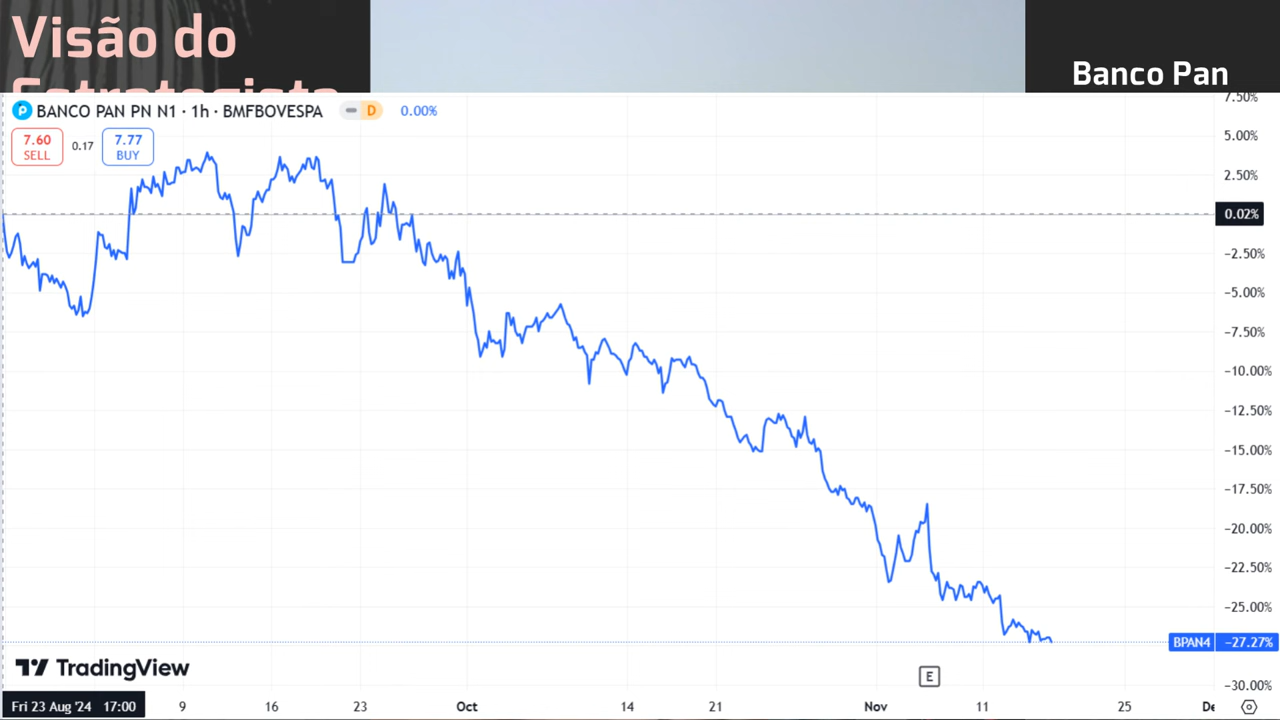 Visão do
Estrategista
Banco Pan
BANCO PAN PN N1 · 1h · BMFBOVESPA
D
0.00%
7.60
SELL
0.17
7.77
BUY
7.50%
5.00%
2.50%
0.02%
−2.50%
−5.00%
−7.50%
−10.00%
−12.50%
−15.00%
−17.50%
−20.00%
−22.50%
−25.00%
BPAN4 −27.27%
−30.00%
E
TradingView
Fri 23 Aug '24 17:00 9 16 23 Oct 14 21 Nov 11 25 De